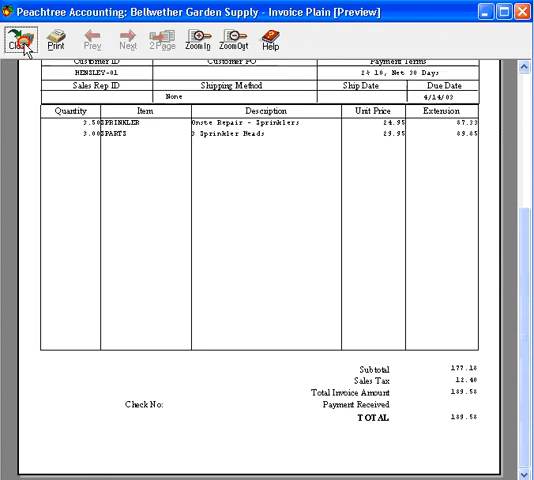 Peachtree Accounting: Bellwether Garden Supply - Invoice Plain [Preview]
Print Prev Next 2 Page Zoom In Zoom Out Help
Customer ID Customer PO Payment Terms
HENSLEY-01 2% 10, Net 30 Days
Sales Rep ID Shipping Method Ship Date Due Date
None 4/14/03
Quantity Item Description Unit Price Extension
3.50 SPRINKLER Onste Repair - Sprinklers 24.95 87.33
3.00 SPARTS 3 Sprinkler Heads 29.95 89.85
Subtotal 177.18
Sales Tax 12.40
Total Invoice Amount 189.58
Check No: Payment Received
TOTAL 189.58